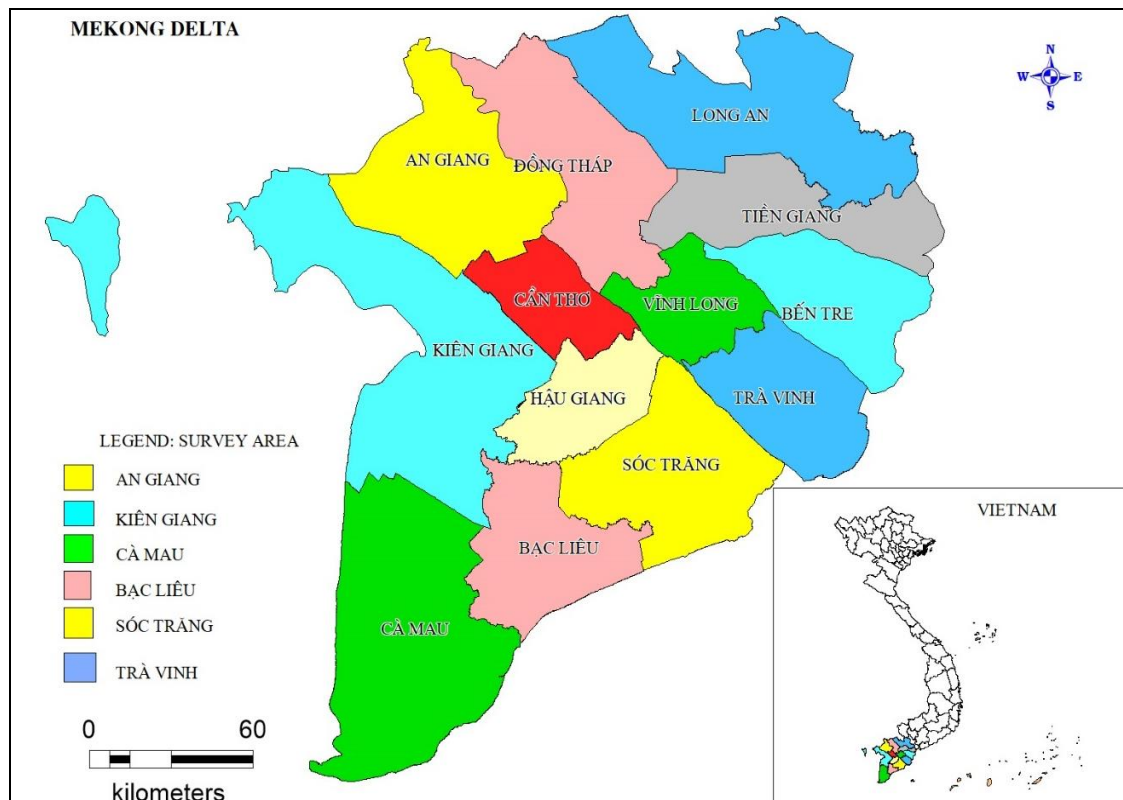 MEKONG DELTA
N
W
E
S
LONG AN
AN GIANG
ĐỒNG THÁP
TIỀN GIANG
CẦN THƠ
VĨNH LONG
BẾN TRE
KIÊN GIANG
HẬU GIANG
TRÀ VINH
SÓC TRĂNG
BẠC LIÊU
CÀ MAU
LEGEND: SURVEY AREA
AN GIANG
KIÊN GIANG
CÀ MAU
BẠC LIÊU
SÓC TRĂNG
TRÀ VINH
0 60
kilometers
VIETNAM